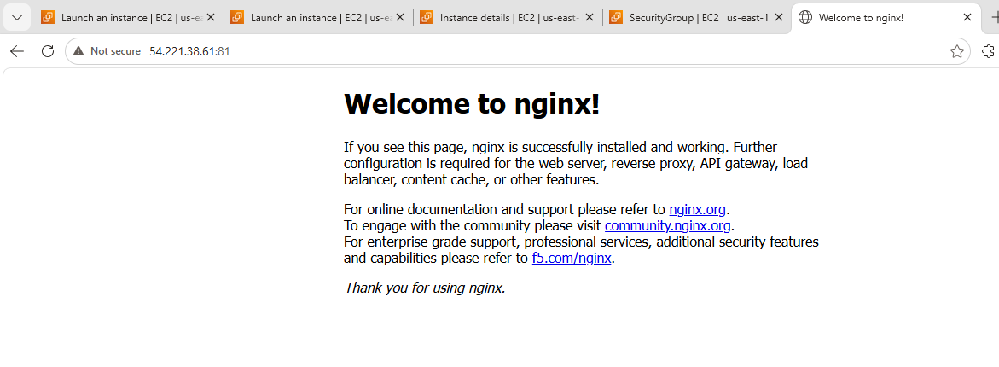 Launch an instance | EC2 | us-ea
Launch an instance | EC2 | us-ea
Instance details | EC2 | us-east-
SecurityGroup | EC2 | us-east-1
Welcome to nginx!
Not secure
54.221.38.61:81
Welcome to nginx!
If you see this page, nginx is successfully installed and working. Further
configuration is required for the web server, reverse proxy, API gateway, load
balancer, content cache, or other features.
For online documentation and support please refer to nginx.org.
To engage with the community please visit community.nginx.org.
For enterprise grade support, professional services, additional security features
and capabilities please refer to f5.com/nginx.
Thank you for using nginx.